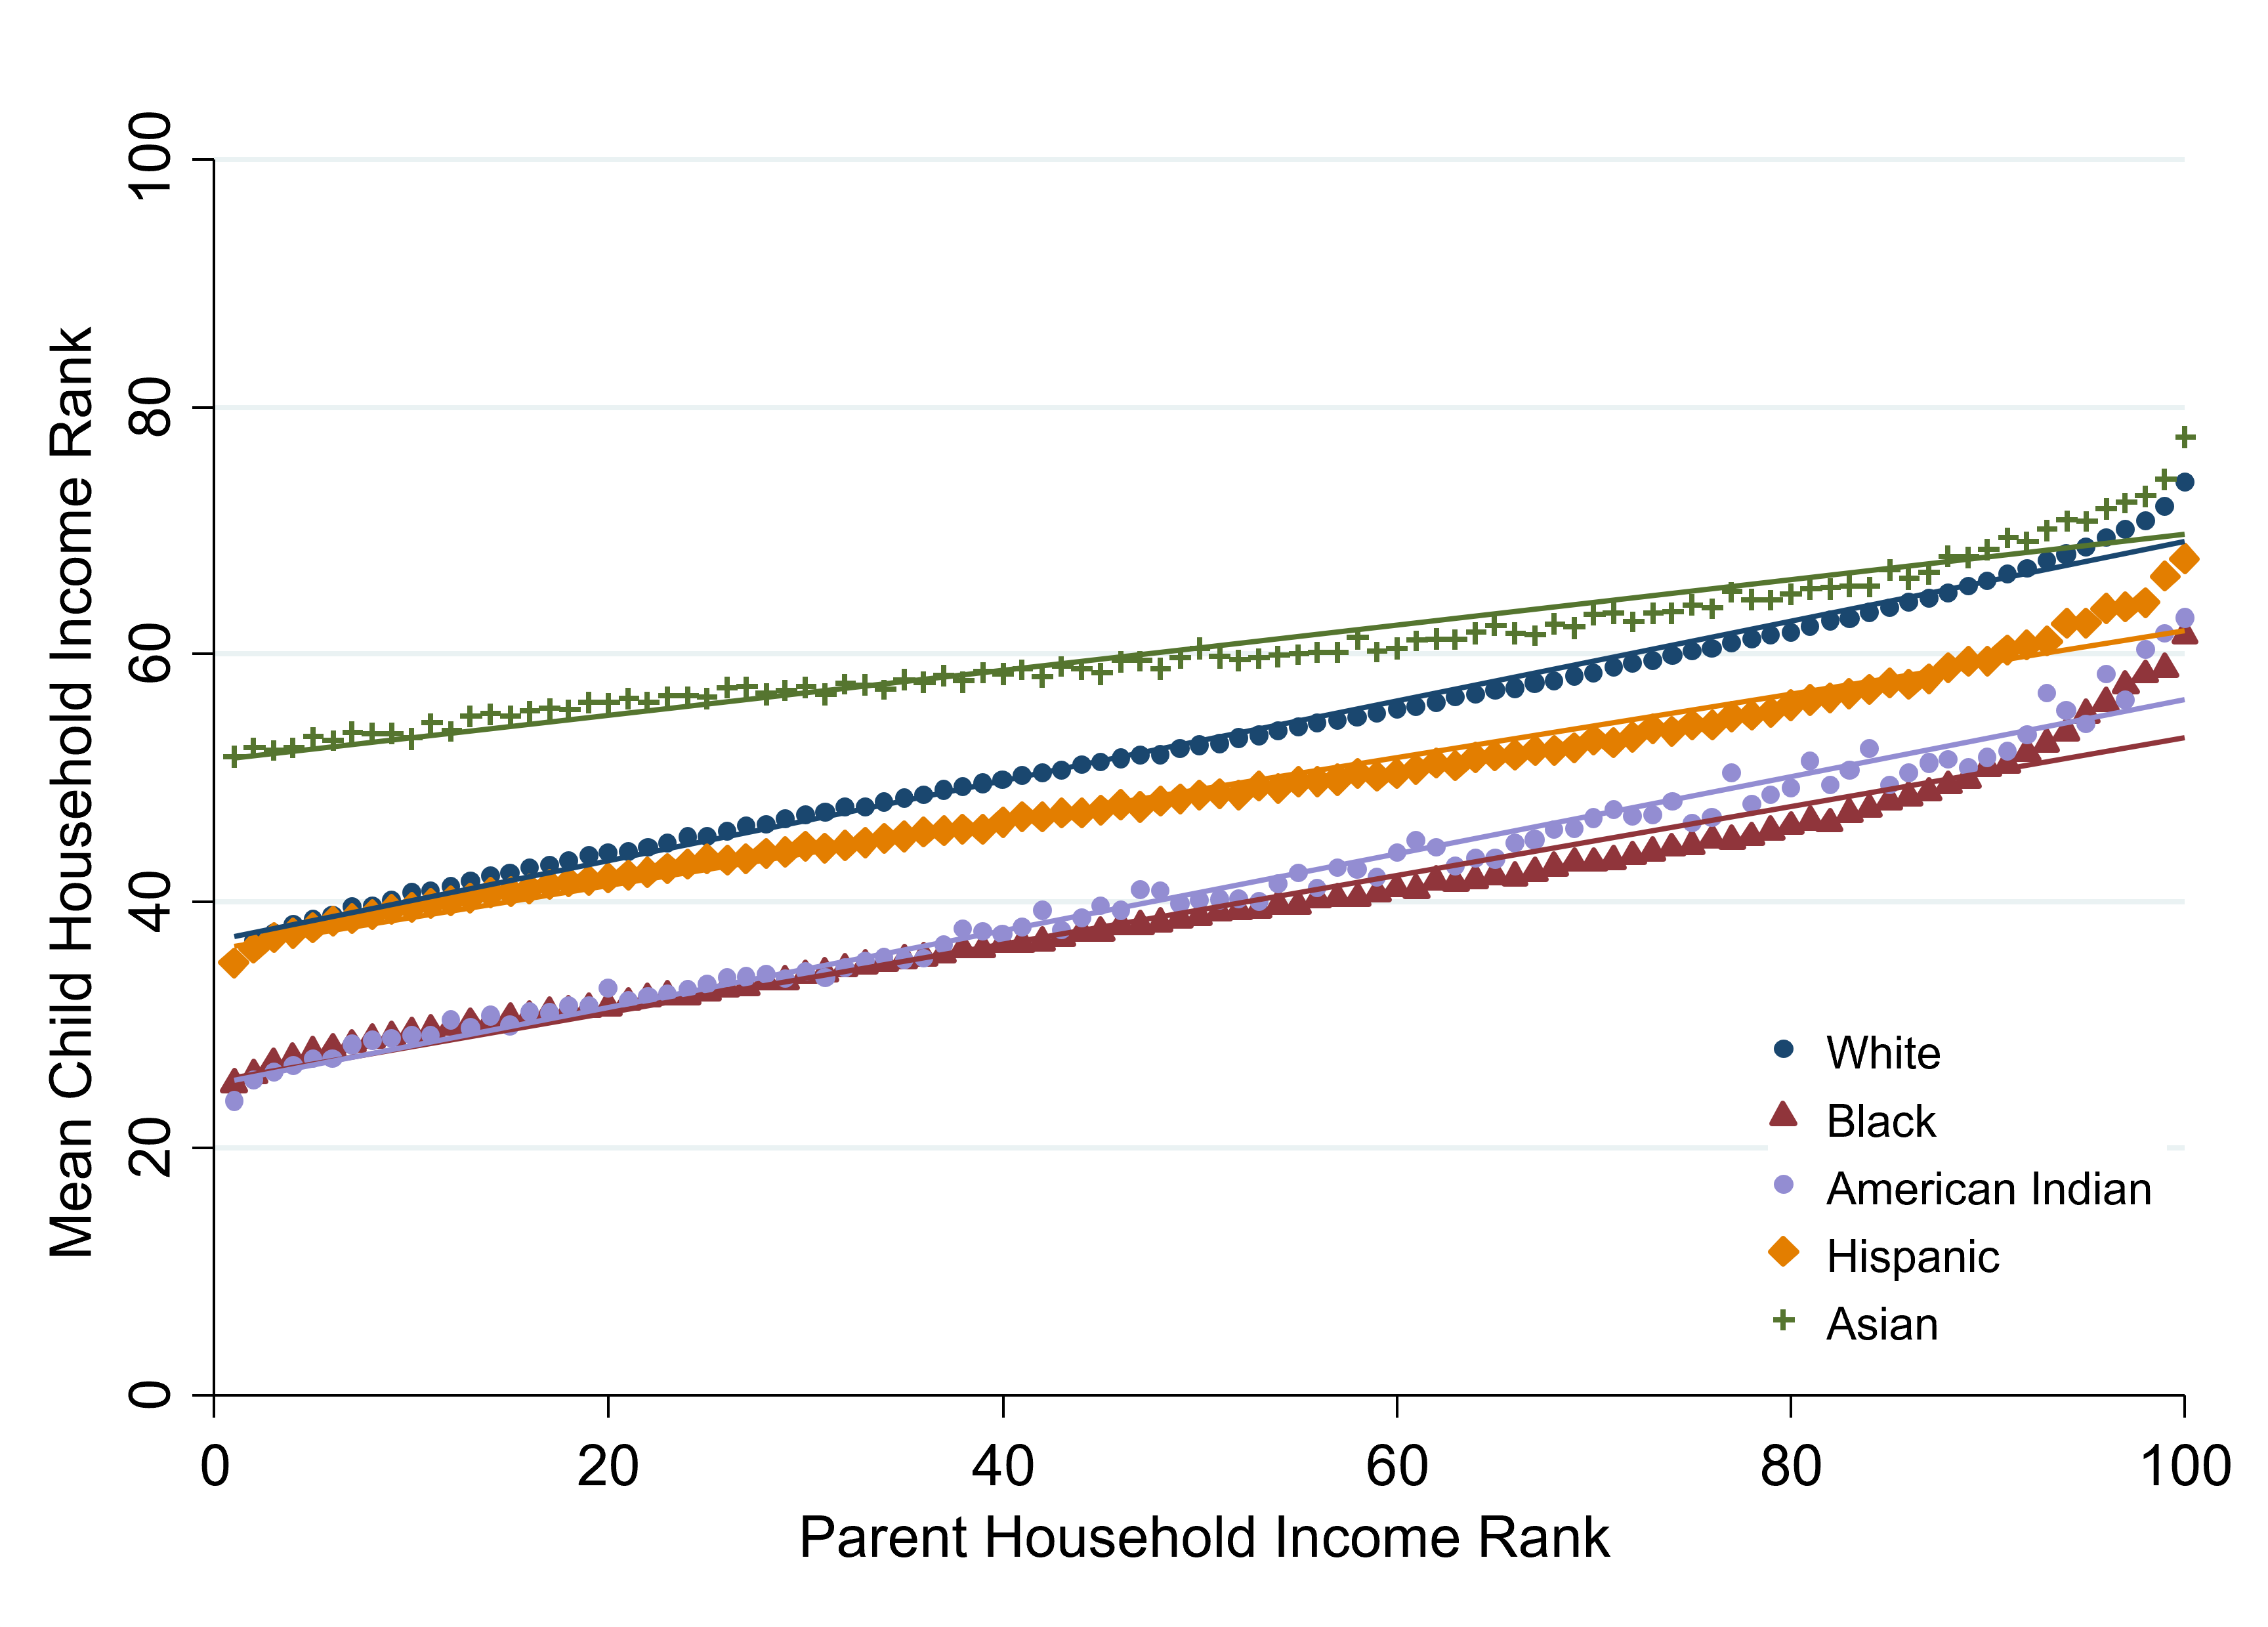 Mean Child Household Income Rank
100
80
60
40
20
0
White
Black
American Indian
Hispanic
Asian
0 20 40 60 80 100
Parent Household Income Rank